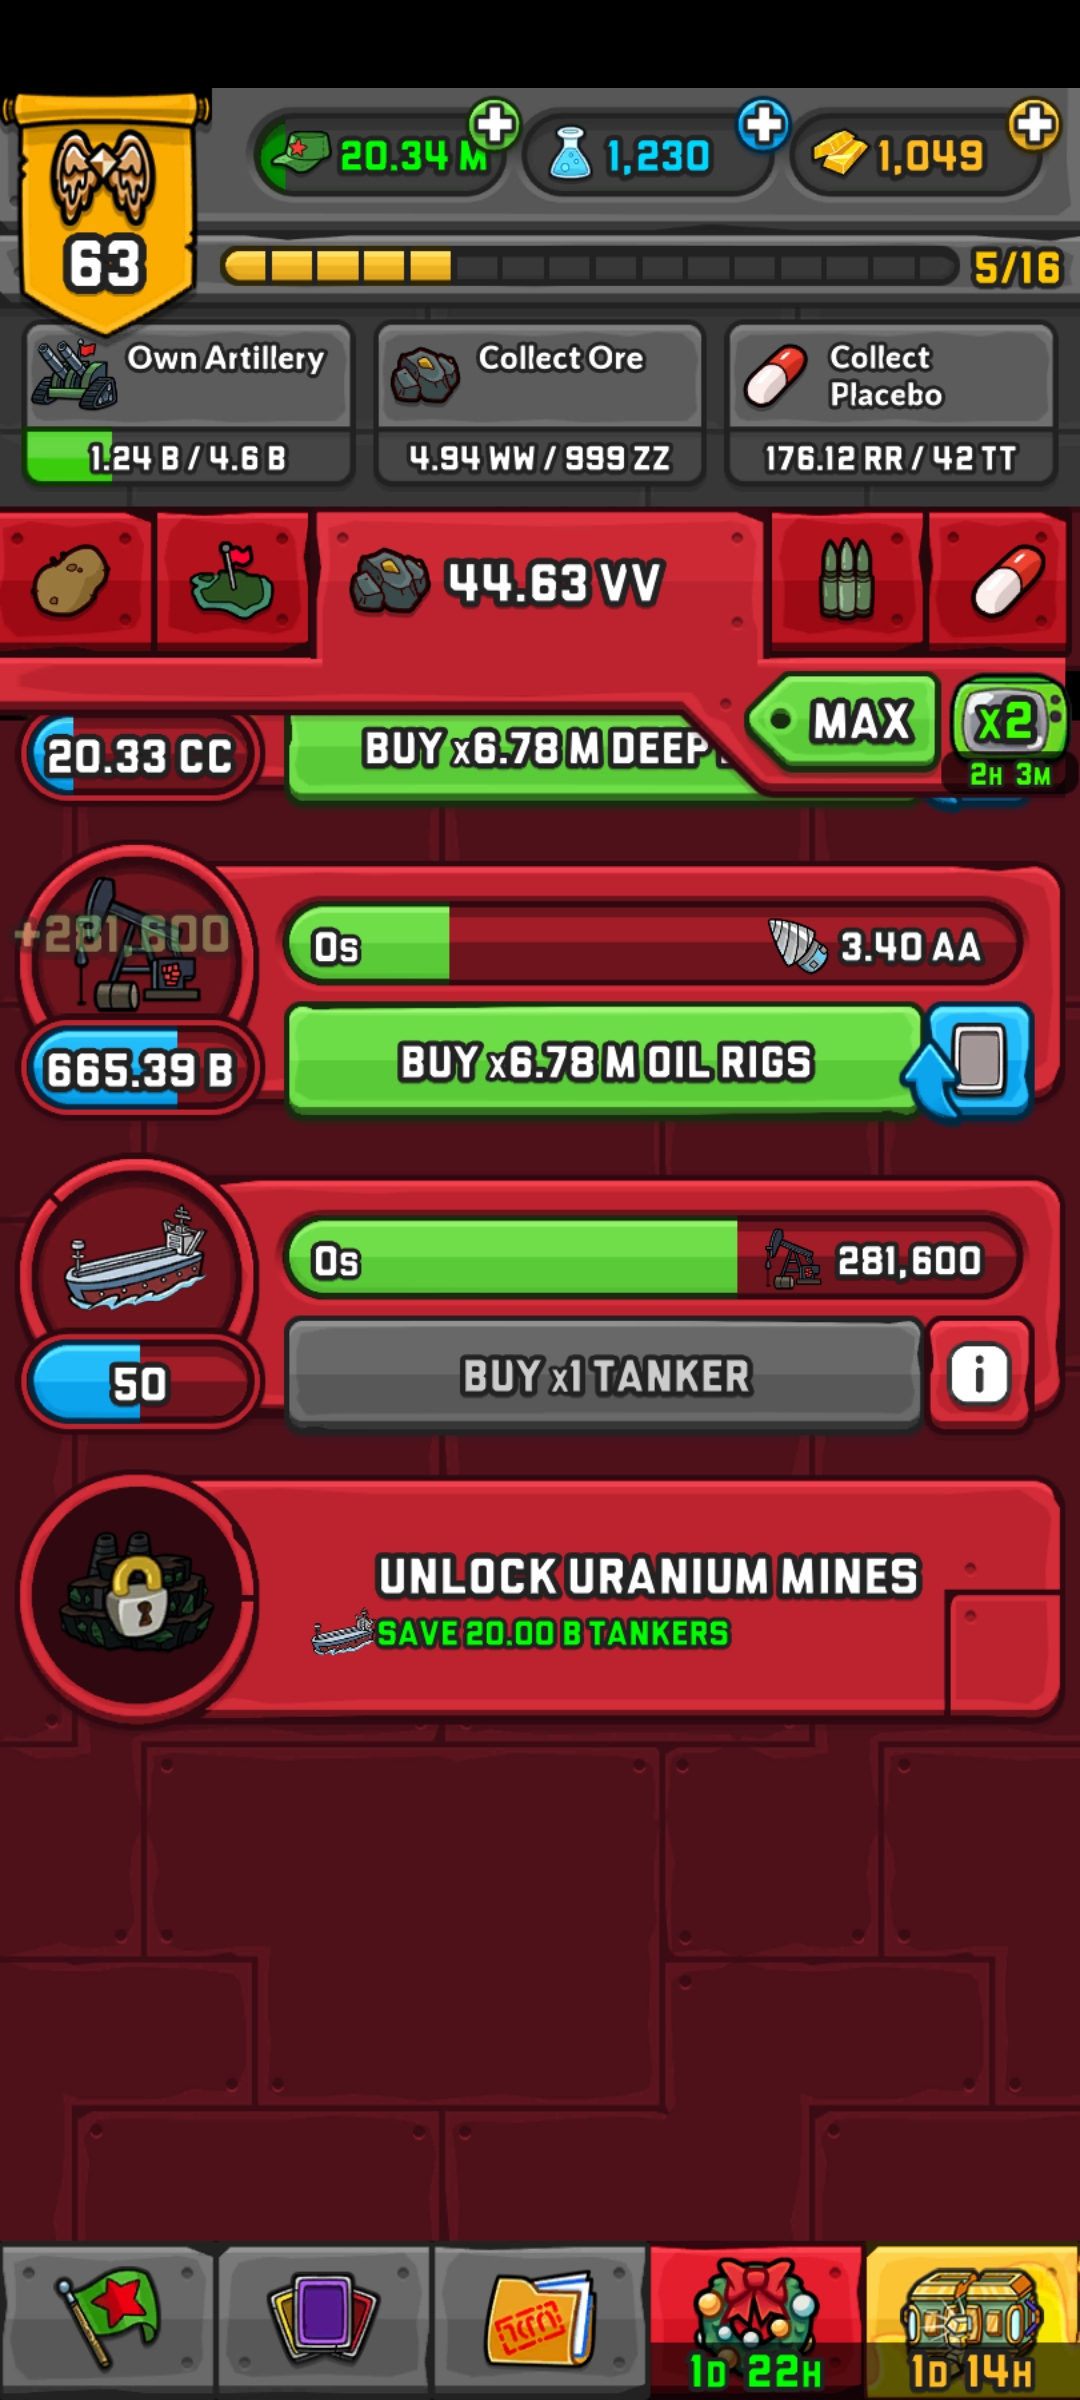 20.34 M
1,230
1,049
63
5/16
Own Artillery
1.24 B / 4.6 B
Collect Ore
4.94 WW / 999 ZZ
Collect
Placebo
176.12 RR / 42 TT
44.63 VV
MAX
x2
2H 3M
20.33 CC
BUY x6.78 M DEEP
+281,600
0s
3.40 AA
665.39 B
BUY x6.78 M OIL RIGS
0s
281,600
50
BUY x1 TANKER
i
UNLOCK URANIUM MINES
SAVE 20.00 B TANKERS
1D 22H
1D 14H